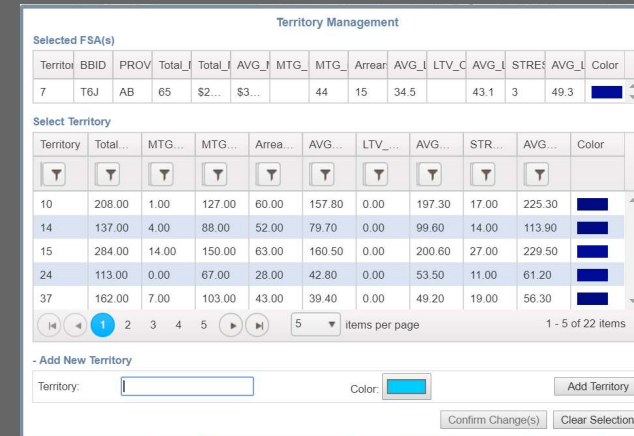 Territory Management
Selected FSA(s)
Territor BBID PROV Total_ Total_ AVG_ MTG_ MTG_ Arrears AVG_L LTV_C AVG_L STRES AVG_L Color
7 T6J AB 65 $2... $3... 44 15 34.5 43.1 3 49.3
Select Territory
Territory Total... MTG... MTG... Arrea... AVG... LTV_... AVG... STR... AVG... Color
10 208.00 1.00 127.00 60.00 157.80 0.00 197.30 17.00 225.30
14 137.00 4.00 88.00 52.00 79.70 0.00 99.60 14.00 113.90
15 284.00 14.00 150.00 63.00 160.50 0.00 200.60 27.00 229.50
24 113.00 0.00 67.00 28.00 42.80 0.00 53.50 11.00 61.20
37 162.00 7.00 103.00 43.00 39.40 0.00 49.20 19.00 56.30
1 2 3 4 5 5 items per page 1 - 5 of 22 items
- Add New Territory
Territory: Color: Add Territory
Confirm Change(s) Clear Selection